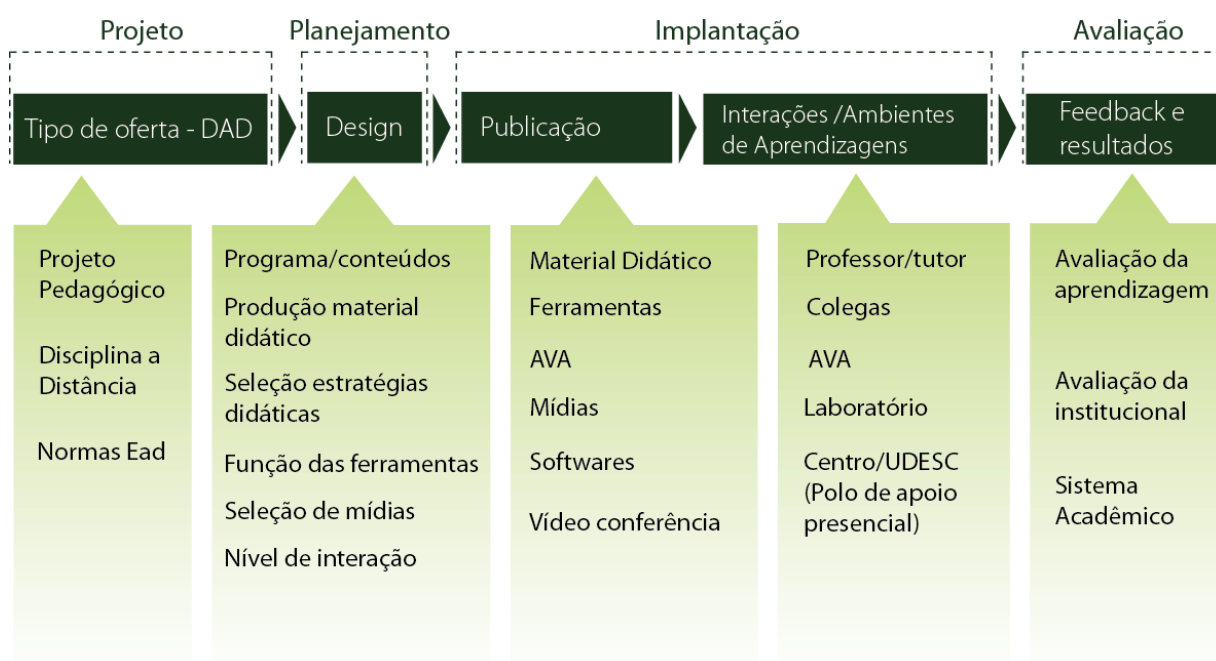 Projeto
Planejamento
Implantação
Avaliação
Tipo de oferta - DAD
Design
Publicação
Interações /Ambientes
de Aprendizagens
Feedback e
resultados
Projeto
Pedagógico
Disciplina a
Distância
Normas Ead
Programa/conteúdos
Produção material
didático
Seleção estratégias
didáticas
Função das ferramentas
Seleção de mídias
Nível de interação
Material Didático
Ferramentas
AVA
Mídias
Softwares
Vídeo conferência
Professor/tutor
Colegas
AVA
Laboratório
Centro/UDESC
(Polo de apoio
presencial)
Avaliação da
aprendizagem
Avaliação da
institucional
Sistema
Acadêmico